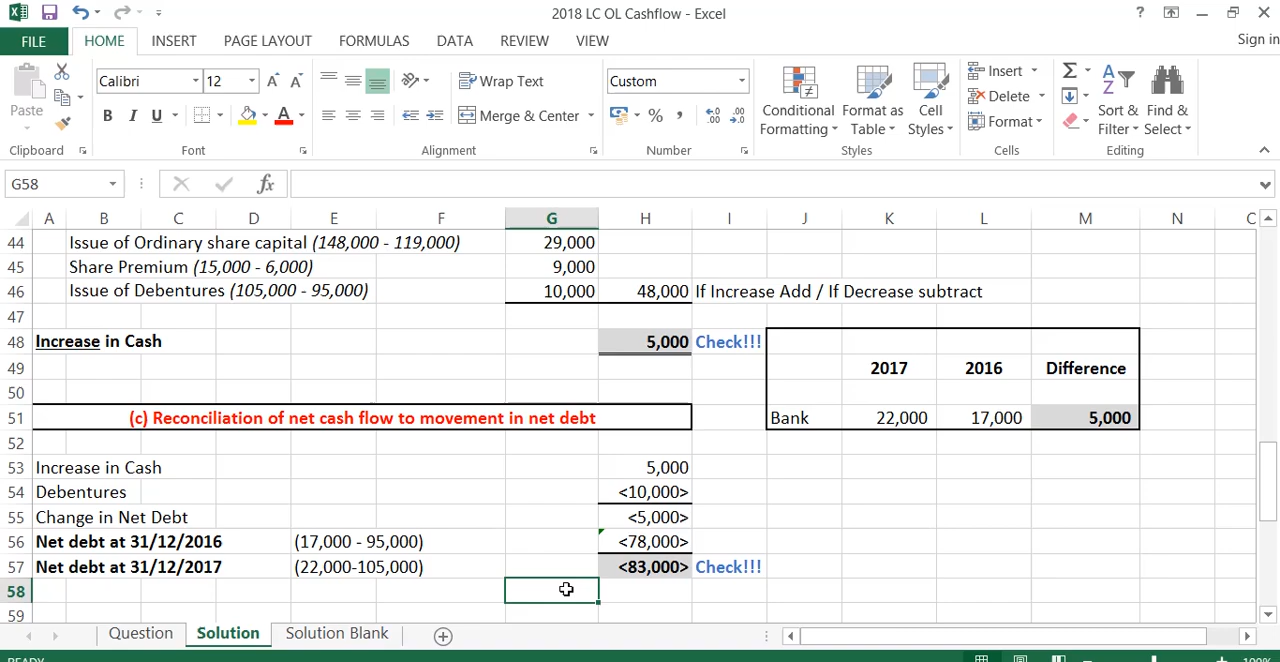 2018 LC OL Cashflow - Excel
FILE HOME INSERT PAGE LAYOUT FORMULAS DATA REVIEW VIEW Sign in
Calibri 12 Wrap Text Custom Insert
Paste B I U Merge & Center % Conditional Formatting Format as Table Cell Styles Delete Format Sort & Filter Find & Select
Clipboard Font Alignment Number Styles Cells Editing
G58 fx
A B C D E F G H I J K L M N C
44 Issue of Ordinary share capital (148,000 - 119,000) 29,000
45 Share Premium (15,000 - 6,000) 9,000
46 Issue of Debentures (105,000 - 95,000) 10,000 48,000 If Increase Add / If Decrease subtract
47
48 Increase in Cash 5,000 Check!!!
49 2017 2016 Difference
50
51 (c) Reconciliation of net cash flow to movement in net debt Bank 22,000 17,000 5,000
52
53 Increase in Cash 5,000
54 Debentures <10,000>
55 Change in Net Debt <5,000>
56 Net debt at 31/12/2016 (17,000 - 95,000) <78,000>
57 Net debt at 31/12/2017 (22,000-105,000) <83,000> Check!!!
58
59
Question Solution Solution Blank
READY 100%